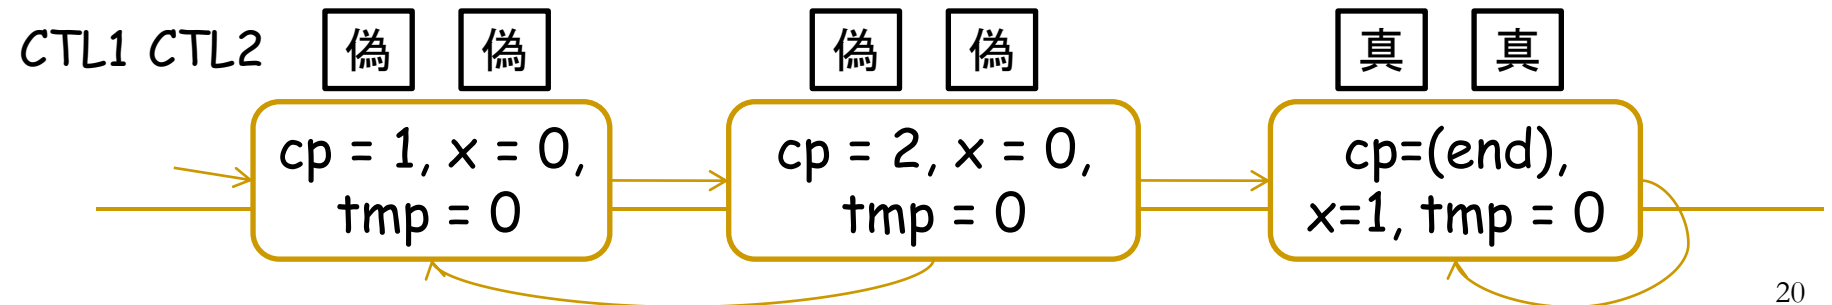 CTL1 CTL2 偽 偽 偽 偽 真 真
cp = 1, x = 0,
tmp = 0
cp = 2, x = 0,
tmp = 0
cp=(end),
x=1, tmp = 0
20